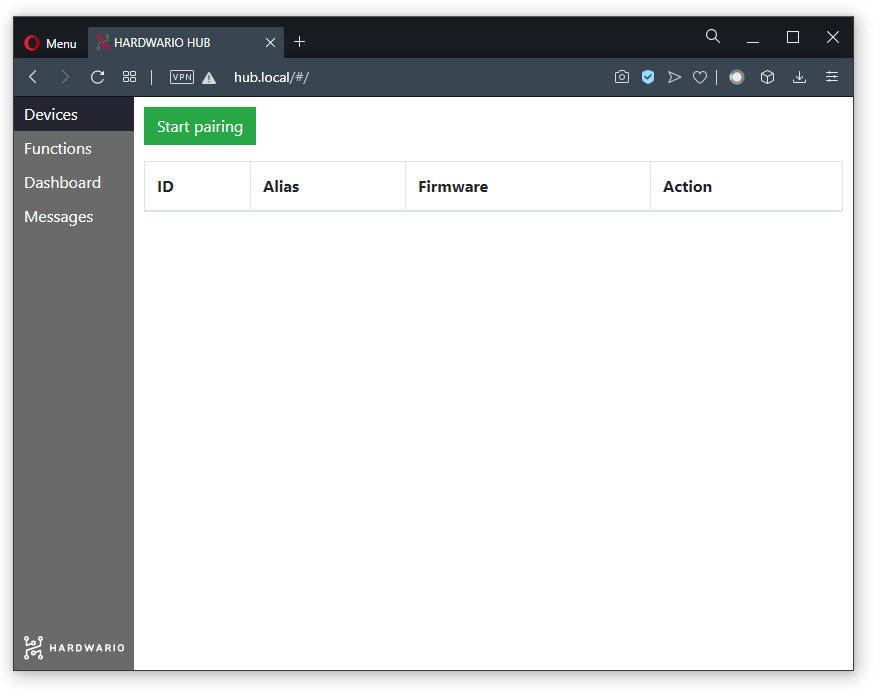 Menu
HARDWARIO HUB
VPN
hub.local/#/
Devices
Functions
Dashboard
Messages
Start pairing
ID Alias Firmware Action
HARDWARIO